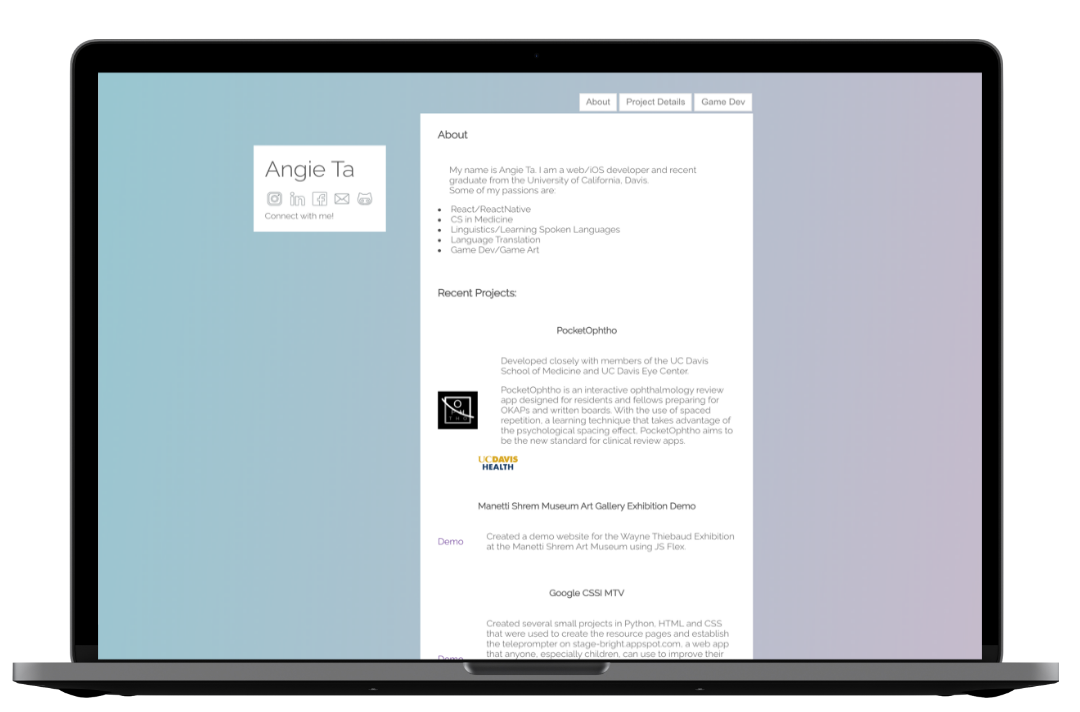 About
Project Details
Game Dev
Angie Ta
Connect with me!
About
My name is Angie Ta. I am a web/iOS developer and recent
graduate from the University of California, Davis.
Some of my passions are:
React/ReactNative
CS in Medicine
Linguistics/Learning Spoken Languages
Language Translation
Game Dev/Game Art
Recent Projects:
PocketOphtho
Developed closely with members of the UC Davis
School of Medicine and UC Davis Eye Center.
PocketOphtho is an interactive ophthalmology review
app designed for residents and fellows preparing for
OKAPs and written boards. With the use of spaced
repetition, a learning technique that takes advantage of
the psychological spacing effect, PocketOphtho aims to
be the new standard for clinical review apps.
UCDAVIS
HEALTH
Manetti Shrem Museum Art Gallery Exhibition Demo
Demo
Created a demo website for the Wayne Thiebaud Exhibition
at the Manetti Shrem Art Museum using JS Flex.
Google CSSI MTV
Created several small projects in Python, HTML and CSS
that were used to create the resource pages and establish
the teleprompter on stage-bright.appspot.com, a web app
that anyone, especially children, can use to improve their
Demo